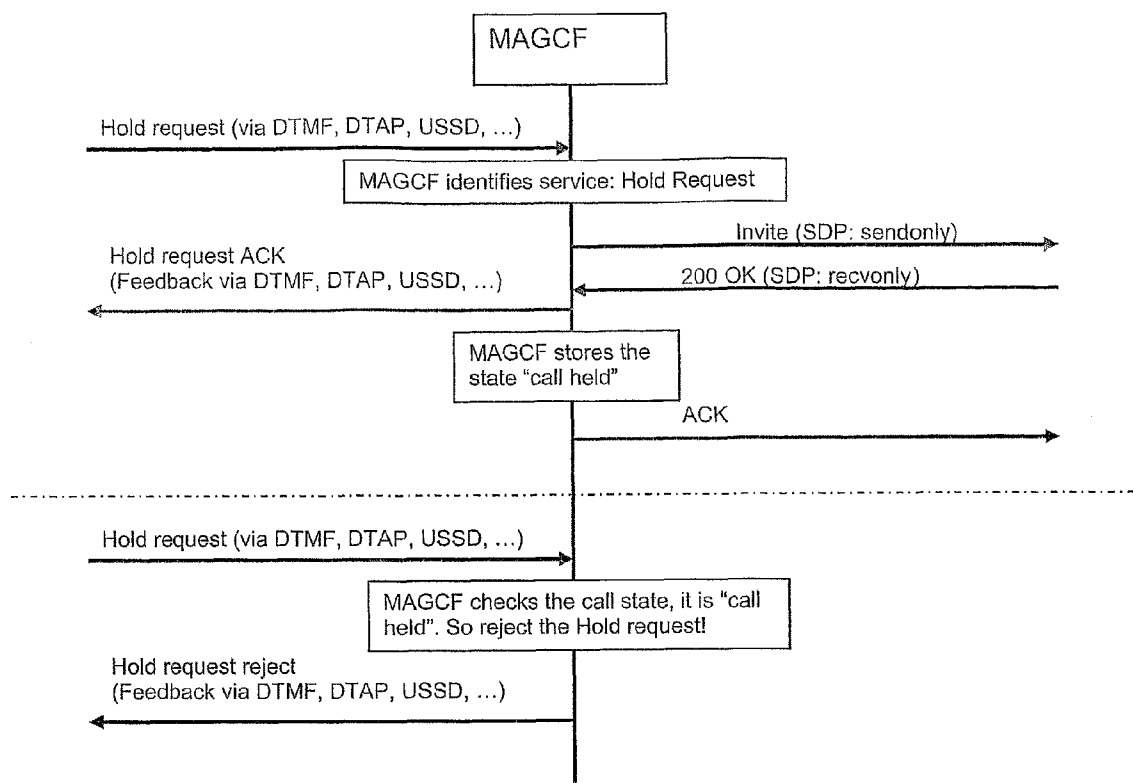 MAGCF
Hold request (via DTMF, DTAP, USSD, ...)
MAGCF identifies service: Hold Request
Invite (SDP: sendonly)
Hold request ACK
(Feedback via DTMF, DTAP, USSD, ...)
200 OK (SDP: recvonly)
MAGCF stores the
state “call held”
ACK
Hold request (via DTMF, DTAP, USSD, ...)
MAGCF checks the call state, it is “call
held”. So reject the Hold request!
Hold request reject
(Feedback via DTMF, DTAP, USSD, ...)